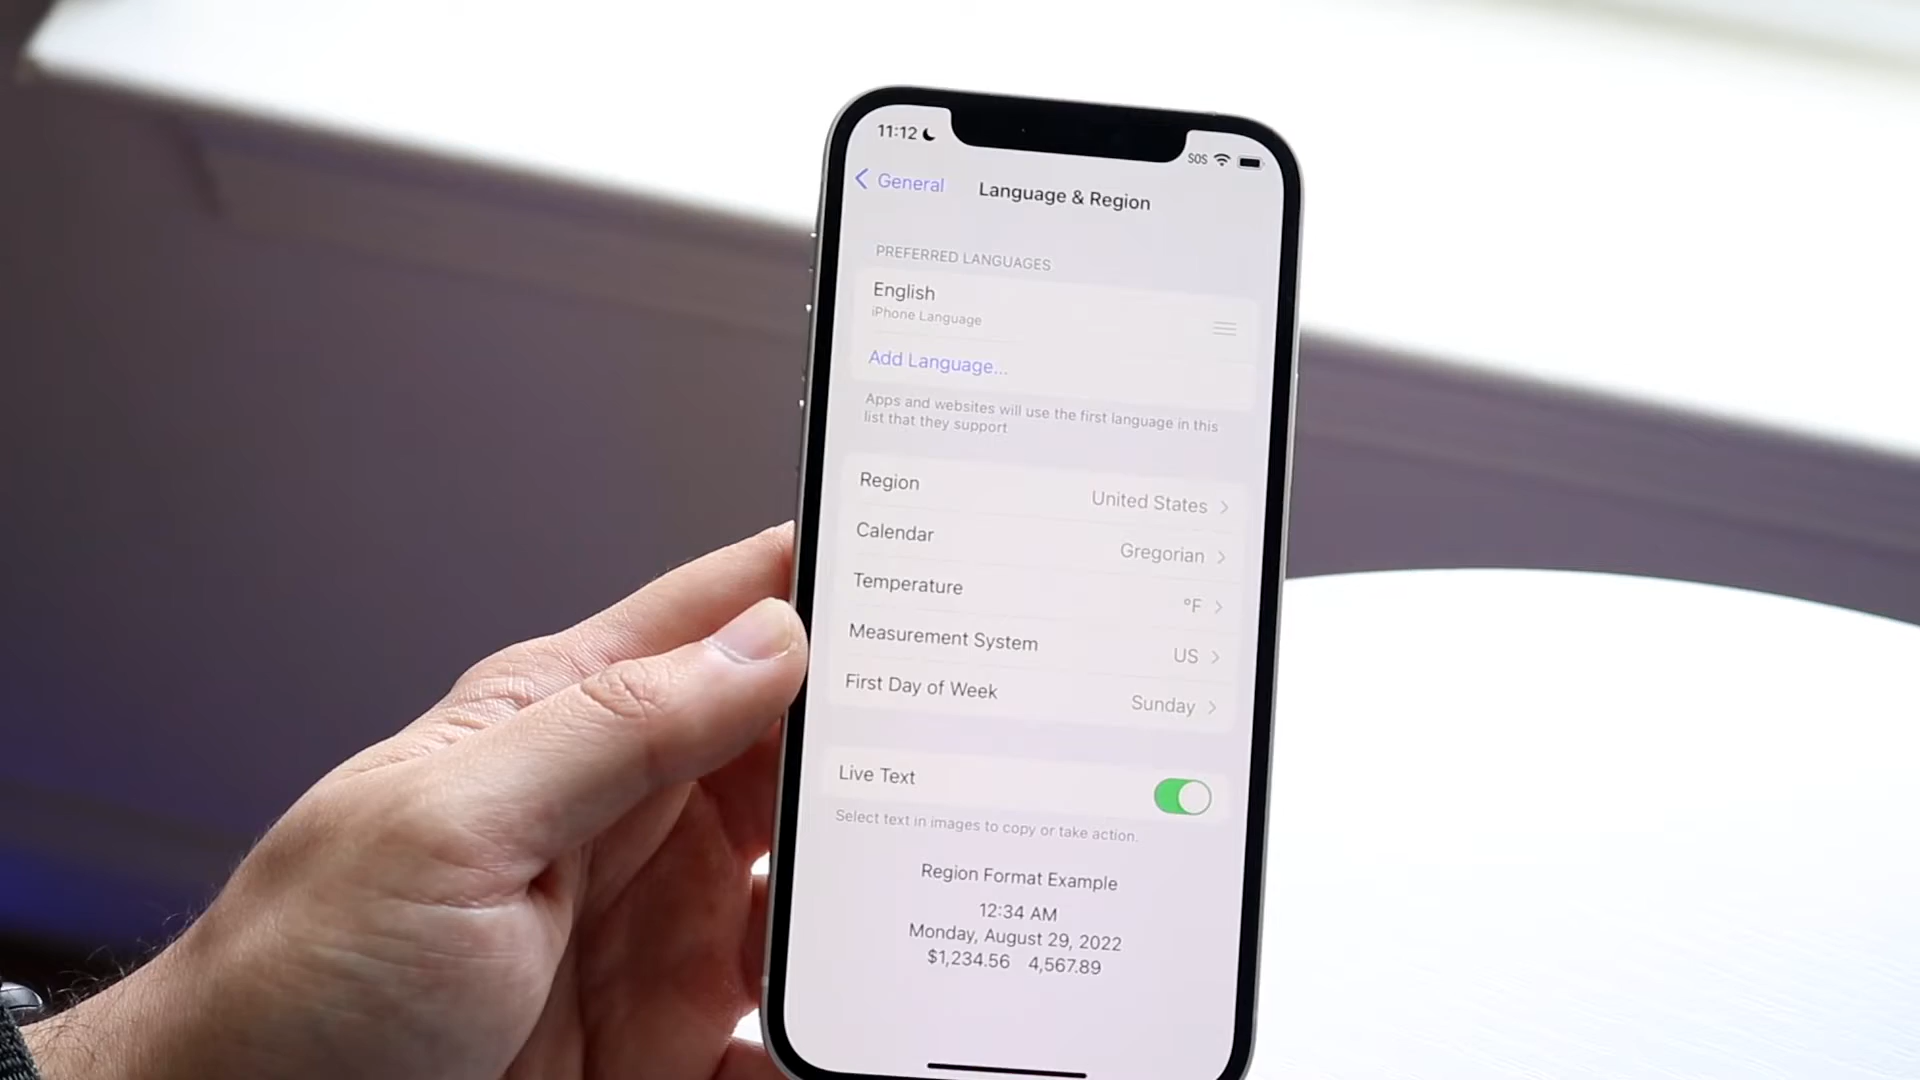 11:12
SOS
General
Language & Region
PREFERRED LANGUAGES
English
iPhone Language
Add Language...
Apps and websites will use the first language in this
list that they support
Region United States
Calendar Gregorian
Temperature °F
Measurement System US
First Day of Week Sunday
Live Text
Select text in images to copy or take action.
Region Format Example
12:34 AM
Monday, August 29, 2022
$1,234.56 4,567.89